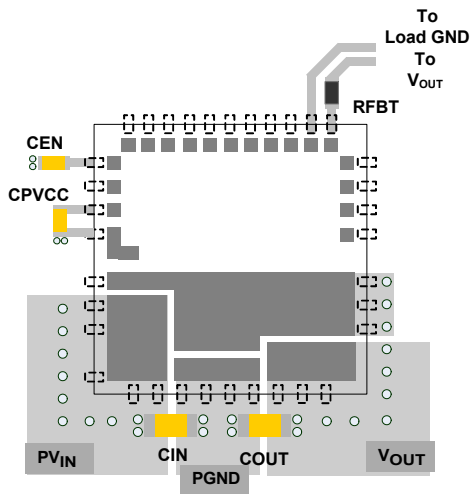 To
Load GND
To
VOUT
RFBT
CEN
CPVCC
CIN
COUT
PVIN
VOUT
PGND